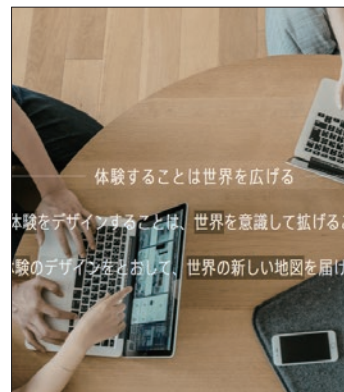 体験することは世界を広げる
体験をデザインすることは、世界を意識して拡げるこ
験のデザインをとおして、世界の新しい地図を届け